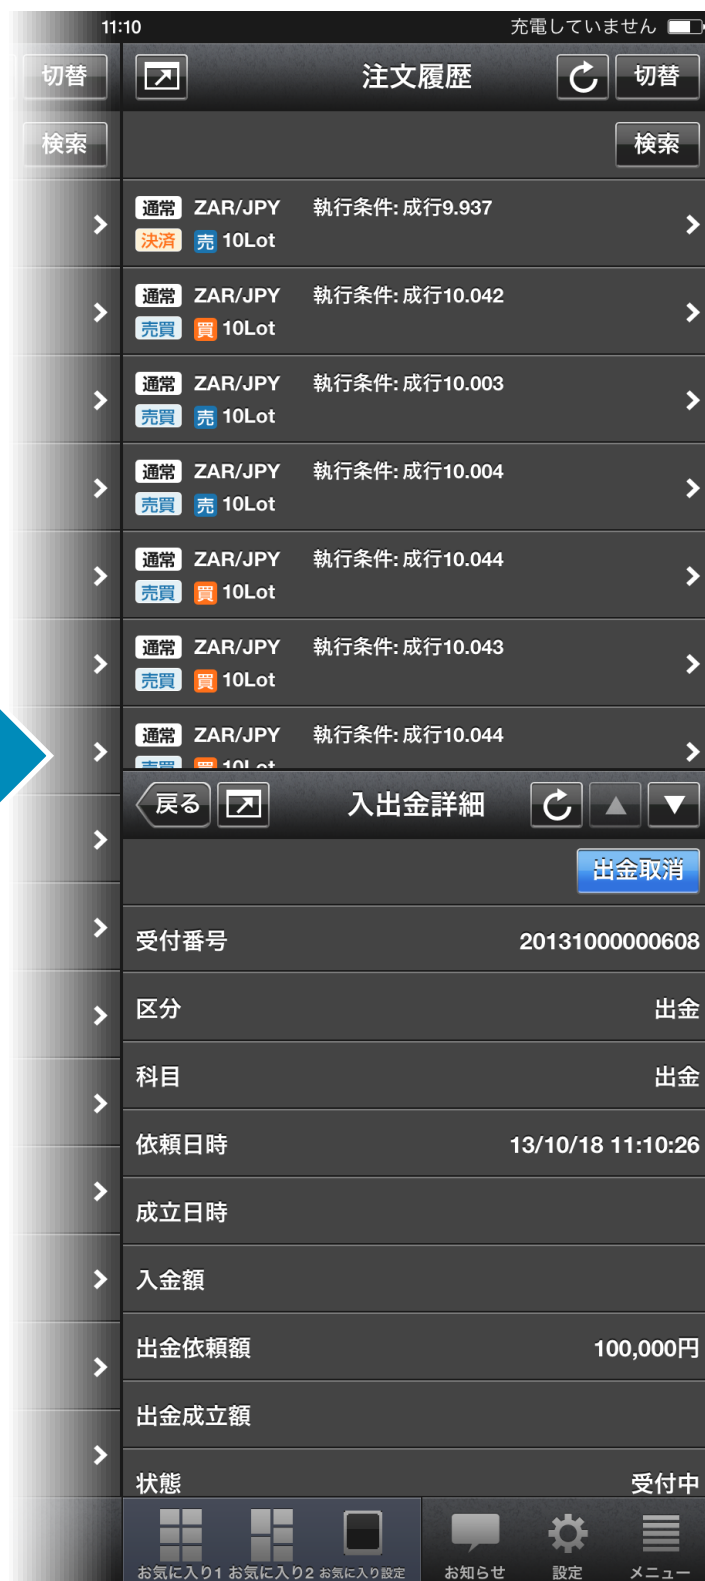 11:10 充電していません
切替 注文履歴 切替
検索 検索
通常 ZAR/JPY 執行条件: 成行9.937
決済 売 10Lot
通常 ZAR/JPY 執行条件: 成行10.042
売買 買 10Lot
通常 ZAR/JPY 執行条件: 成行10.003
売買 売 10Lot
通常 ZAR/JPY 執行条件: 成行10.004
売買 売 10Lot
通常 ZAR/JPY 執行条件: 成行10.044
売買 買 10Lot
通常 ZAR/JPY 執行条件: 成行10.043
売買 買 10Lot
通常 ZAR/JPY 執行条件: 成行10.044
売買 買 10Lot
戻る 入出金詳細
出金取消
受付番号 20131000000608
区分 出金
科目 出金
依頼日時 13/10/18 11:10:26
成立日時
入金額
出金依頼額 100,000円
出金成立額
状態 受付中
お気に入り1 お気に入り2 お気に入り設定 お知らせ 設定 メニュー